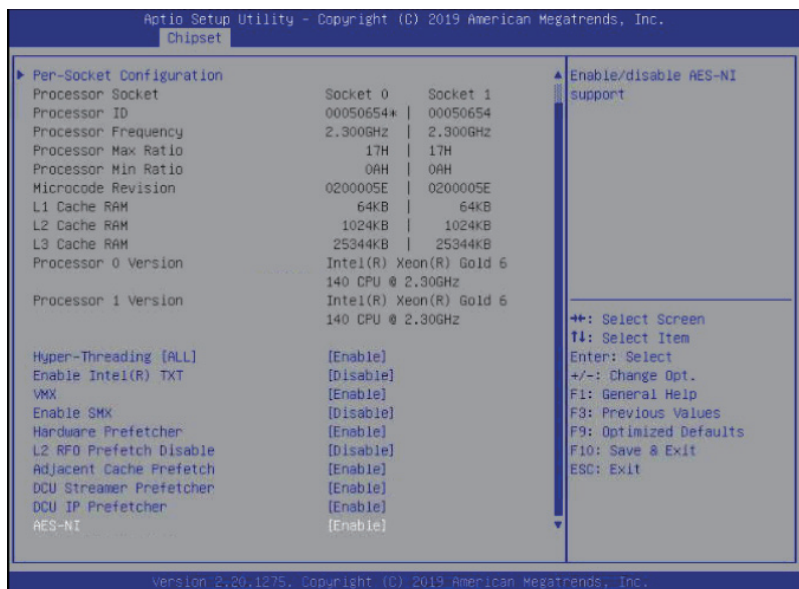 Aptio Setup Utility - Copyright (C) 2019 American Megatrends, Inc.
Chipset
Per-Socket Configuration
Processor Socket Socket 0 Socket 1
Processor ID 00050654* | 00050654
Processor Frequency 2.300GHz | 2.300GHz
Processor Max Ratio 17H | 17H
Processor Min Ratio 0AH | 0AH
Microcode Revision 0200005E | 0200005E
L1 Cache RAM 64KB | 64KB
L2 Cache RAM 1024KB | 1024KB
L3 Cache RAM 25344KB | 25344KB
Processor 0 Version Intel(R) Xeon(R) Gold 6
140 CPU @ 2.30GHz
Processor 1 Version Intel(R) Xeon(R) Gold 6
140 CPU @ 2.30GHz
Hyper-Threading [ALL] [Enable]
Enable Intel(R) TXT [Disable]
VMX [Enable]
Enable SMX [Disable]
Hardware Prefetcher [Enable]
L2 RFO Prefetch Disable [Disable]
Adjacent Cache Prefetch [Enable]
DCU Streamer Prefetcher [Enable]
DCU IP Prefetcher [Enable]
AES-NI [Enable]
Enable/disable AES-NI
support
→←: Select Screen
↑↓: Select Item
Enter: Select
+/-: Change Opt.
F1: General Help
F3: Previous Values
F9: Optimized Defaults
F10: Save & Exit
ESC: Exit
Version 2.20.1275. Copyright (C) 2019 American Megatrends, Inc.